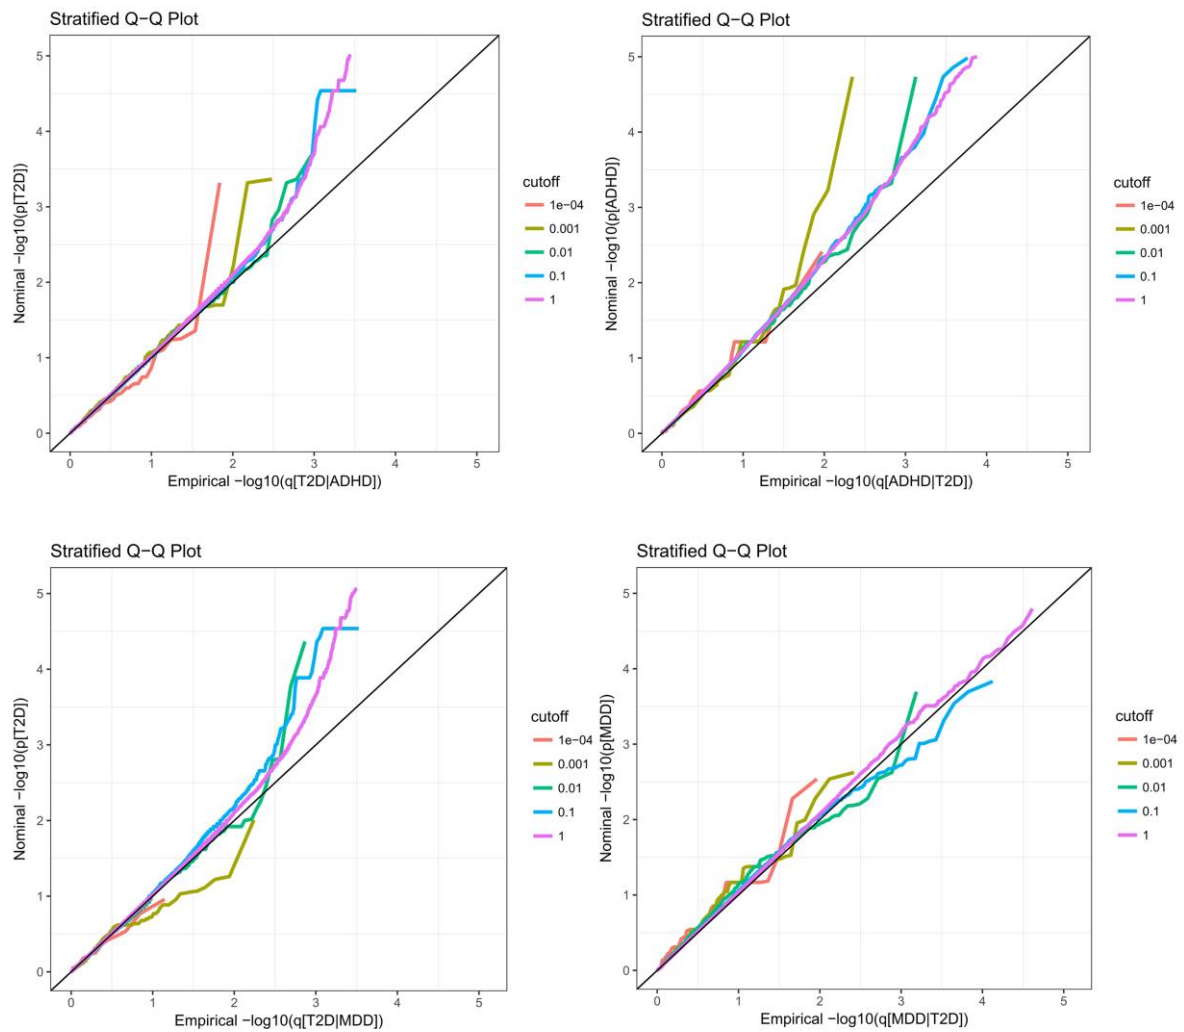 Stratified Q−Q Plot
Nominal −log10(p[T2D])
5
4
3
2
1
0
0 1 2 3 4 5
Empirical −log10(q[T2D|ADHD])
cutoff
1e−04
0.001
0.01
0.1
1
Stratified Q−Q Plot
Nominal −log10(p[ADHD])
5
4
3
2
1
0
0 1 2 3 4 5
Empirical −log10(q[ADHD|T2D])
cutoff
1e−04
0.001
0.01
0.1
1
Stratified Q−Q Plot
Nominal −log10(p[T2D])
5
4
3
2
1
0
0 1 2 3 4 5
Empirical −log10(q[T2D|MDD])
cutoff
1e−04
0.001
0.01
0.1
1
Stratified Q−Q Plot
Nominal −log10(p[MDD])
5
4
3
2
1
0
0 1 2 3 4 5
Empirical −log10(q[MDD|T2D])
cutoff
1e−04
0.001
0.01
0.1
1